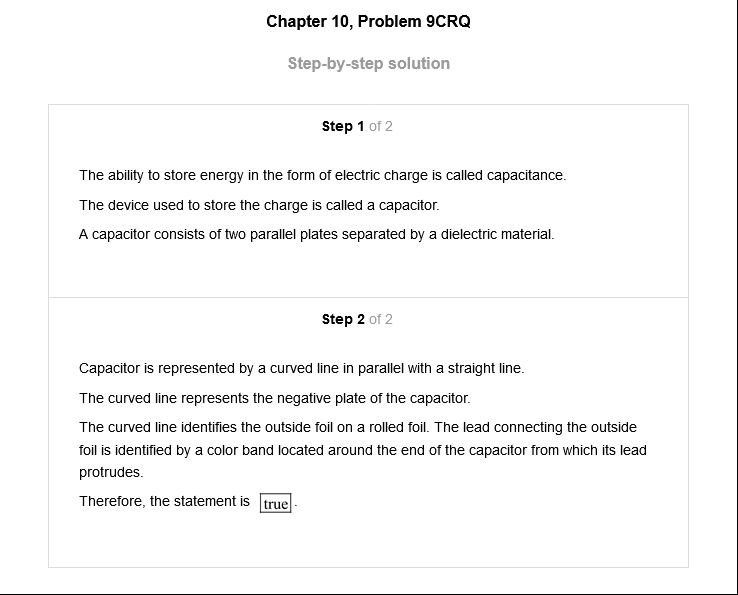 Chapter 10, Problem 9CRQ
Step-by-step solution
Step 1 of 2
The ability to store energy in the form of electric charge is called capacitance.
The device used to store the charge is called a capacitor.
A capacitor consists of two parallel plates separated by a dielectric material.
Step 2 of 2
Capacitor is represented by a curved line in parallel with a straight line.
The curved line represents the negative plate of the capacitor.
The curved line identifies the outside foil on a rolled foil. The lead connecting the outside
foil is identified by a color band located around the end of the capacitor from which its lead
protrudes.
Therefore, the statement is true.